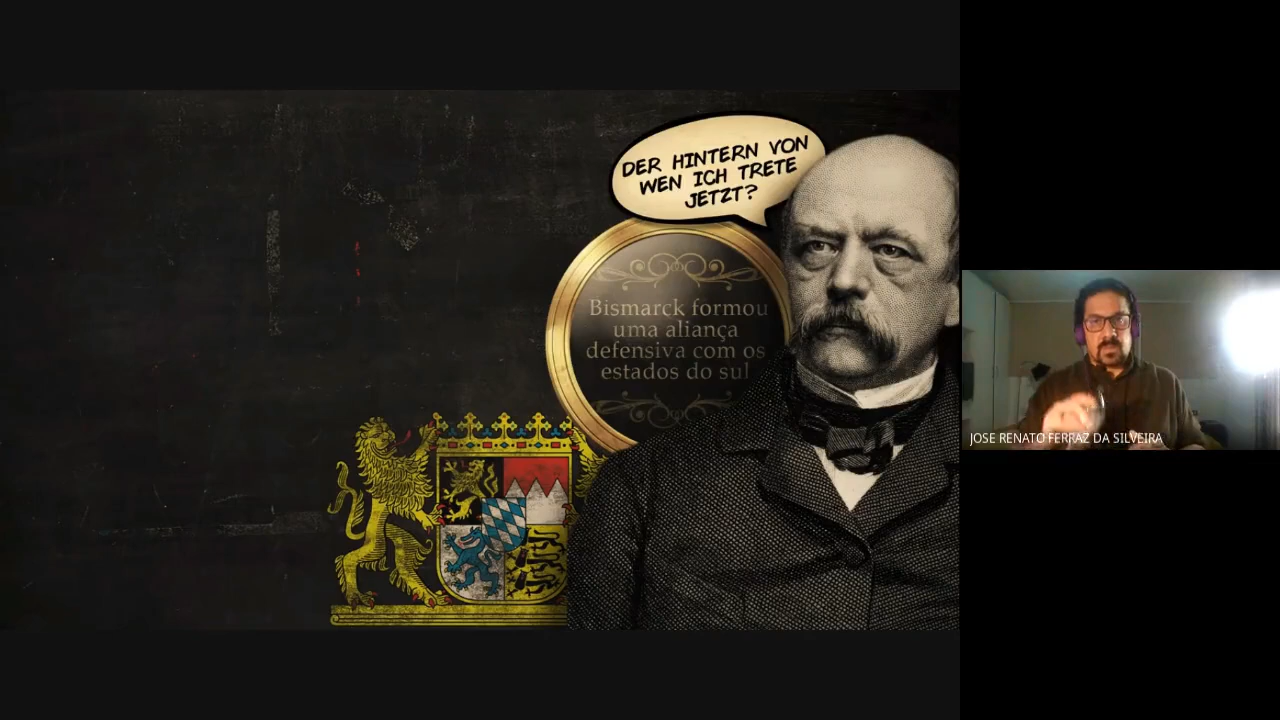 DER HINTERN VON
WEN ICH TRETE
JETZT?
Bismarck formou
uma aliança
defensiva com os
estados do sul
JOSE RENATO FERRAZ DA SILVEIRA